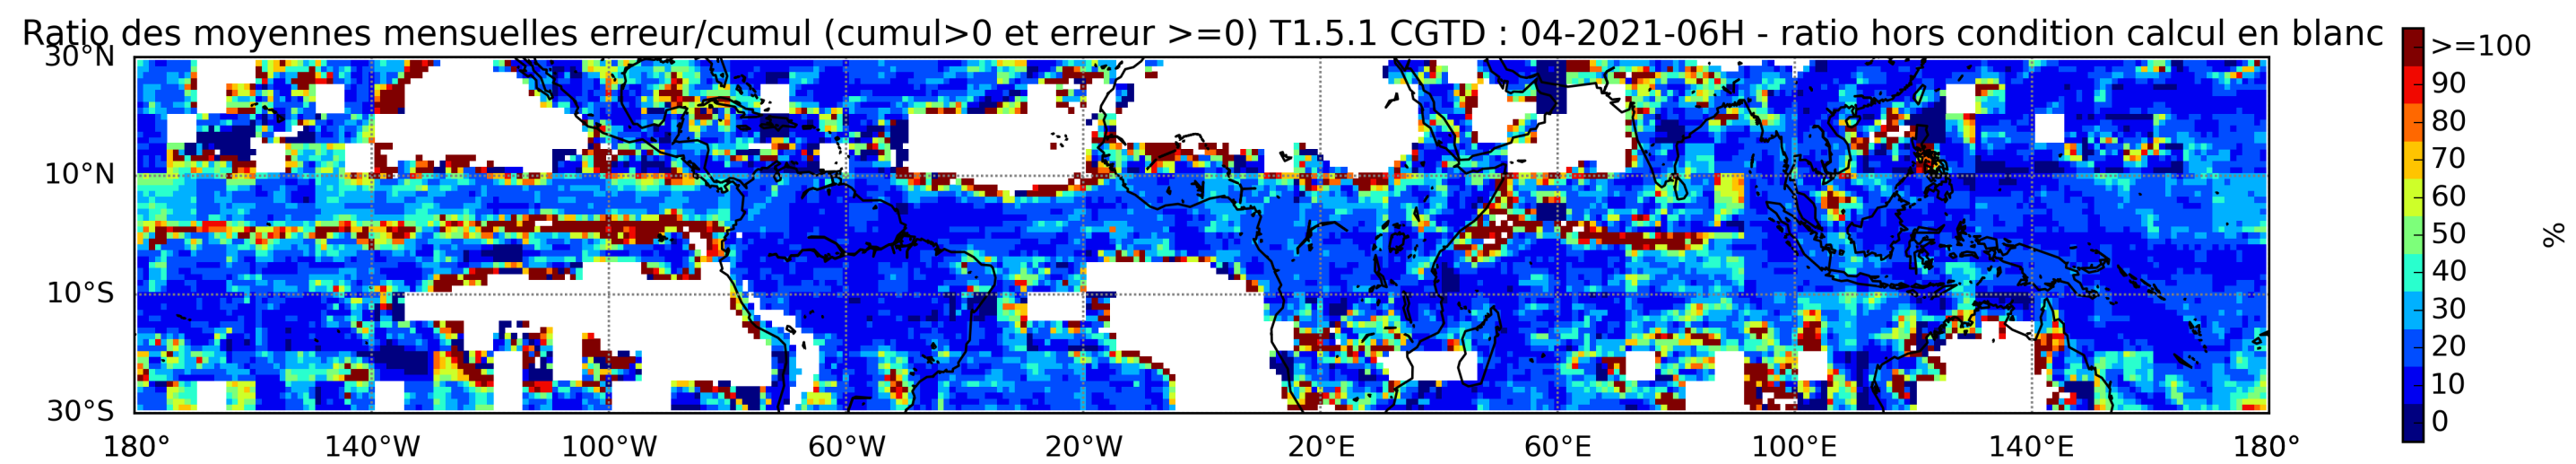 Ratio des moyennes mensuelles erreur/cumul (cumul>0 et erreur >=0) T1.5.1 CGTD : 04-2021-06H - ratio hors condition calcul en blanc
30°N
10°N
10°S
30°S
180° 140°W 100°W 60°W 20°W 20°E 60°E 100°E 140°E 180°
>=100
90
80
70
60
50
40
30
20
10
0
%